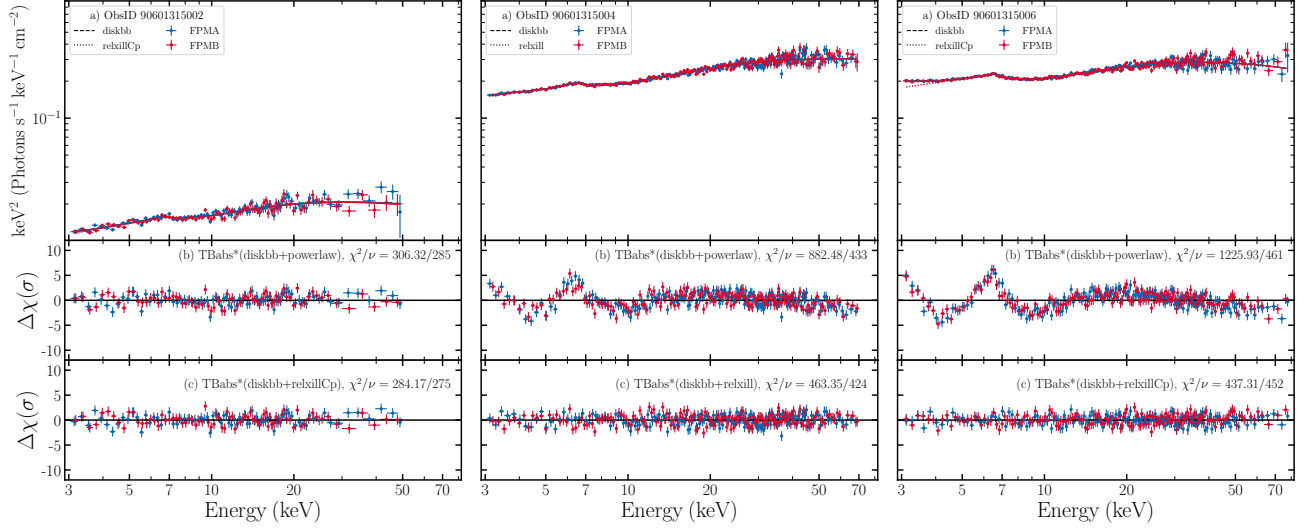 a) ObsID 90601315002
diskbb FPMA
relxillCp FPMB
a) ObsID 90601315004
diskbb FPMA
relxill FPMB
a) ObsID 90601315006
diskbb FPMA
relxillCp FPMB
keV² (Photons s⁻¹ keV⁻¹ cm⁻²)
10⁻¹
(b) TBabs*(diskbb+powerlaw), χ²/ν = 306.32/285
(b) TBabs*(diskbb+powerlaw), χ²/ν = 882.48/433
(b) TBabs*(diskbb+powerlaw), χ²/ν = 1225.93/461
Δχ(σ)
10
5
0
−5
−10
(c) TBabs*(diskbb+relxillCp), χ²/ν = 284.17/275
(c) TBabs*(diskbb+relxill), χ²/ν = 463.35/424
(c) TBabs*(diskbb+relxillCp), χ²/ν = 437.31/452
Δχ(σ)
10
5
0
−5
−10
3 5 7 10 20 30 50 70
3 5 7 10 20 30 50 70
3 5 7 10 20 30 50 70
Energy (keV)
Energy (keV)
Energy (keV)